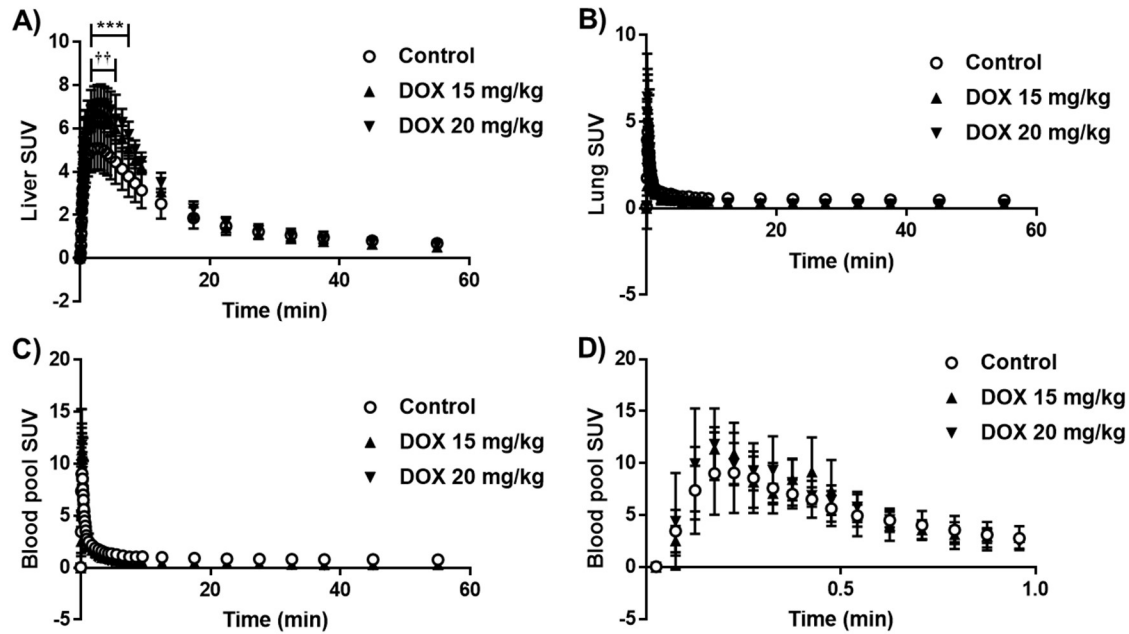 A)
***
††
10
8
6
4
2
0
-2
Liver SUV
20
40
60
Time (min)
Control
DOX 15 mg/kg
DOX 20 mg/kg
B)
10
5
0
-5
Lung SUV
20
40
60
Time (min)
Control
DOX 15 mg/kg
DOX 20 mg/kg
C)
20
15
10
5
0
-5
Blood pool SUV
20
40
60
Time (min)
Control
DOX 15 mg/kg
DOX 20 mg/kg
D)
20
15
10
5
0
-5
Blood pool SUV
0.5
1.0
Time (min)
Control
DOX 15 mg/kg
DOX 20 mg/kg